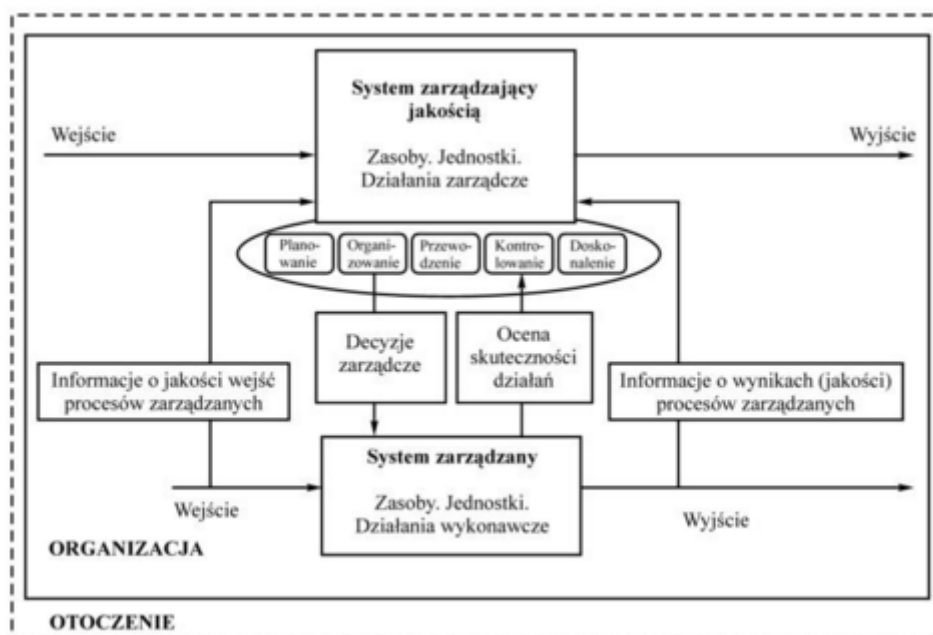 System zarządzający
jakością
Zasoby. Jednostki.
Działania zarządcze
Wejście
Wyjście
Plano-
wanie
Organi-
zowanie
Przewo-
dzenie
Kontro-
lowanie
Dosko-
nalenie
Decyzje
zarządcze
Ocena
skuteczności
działań
Informacje o jakości wejść
procesów zarządzanych
Informacje o wynikach (jakości)
procesów zarządzanych
System zarządzany
Zasoby. Jednostki.
Działania wykonawcze
Wejście
Wyjście
ORGANIZACJA
OTOCZENIE